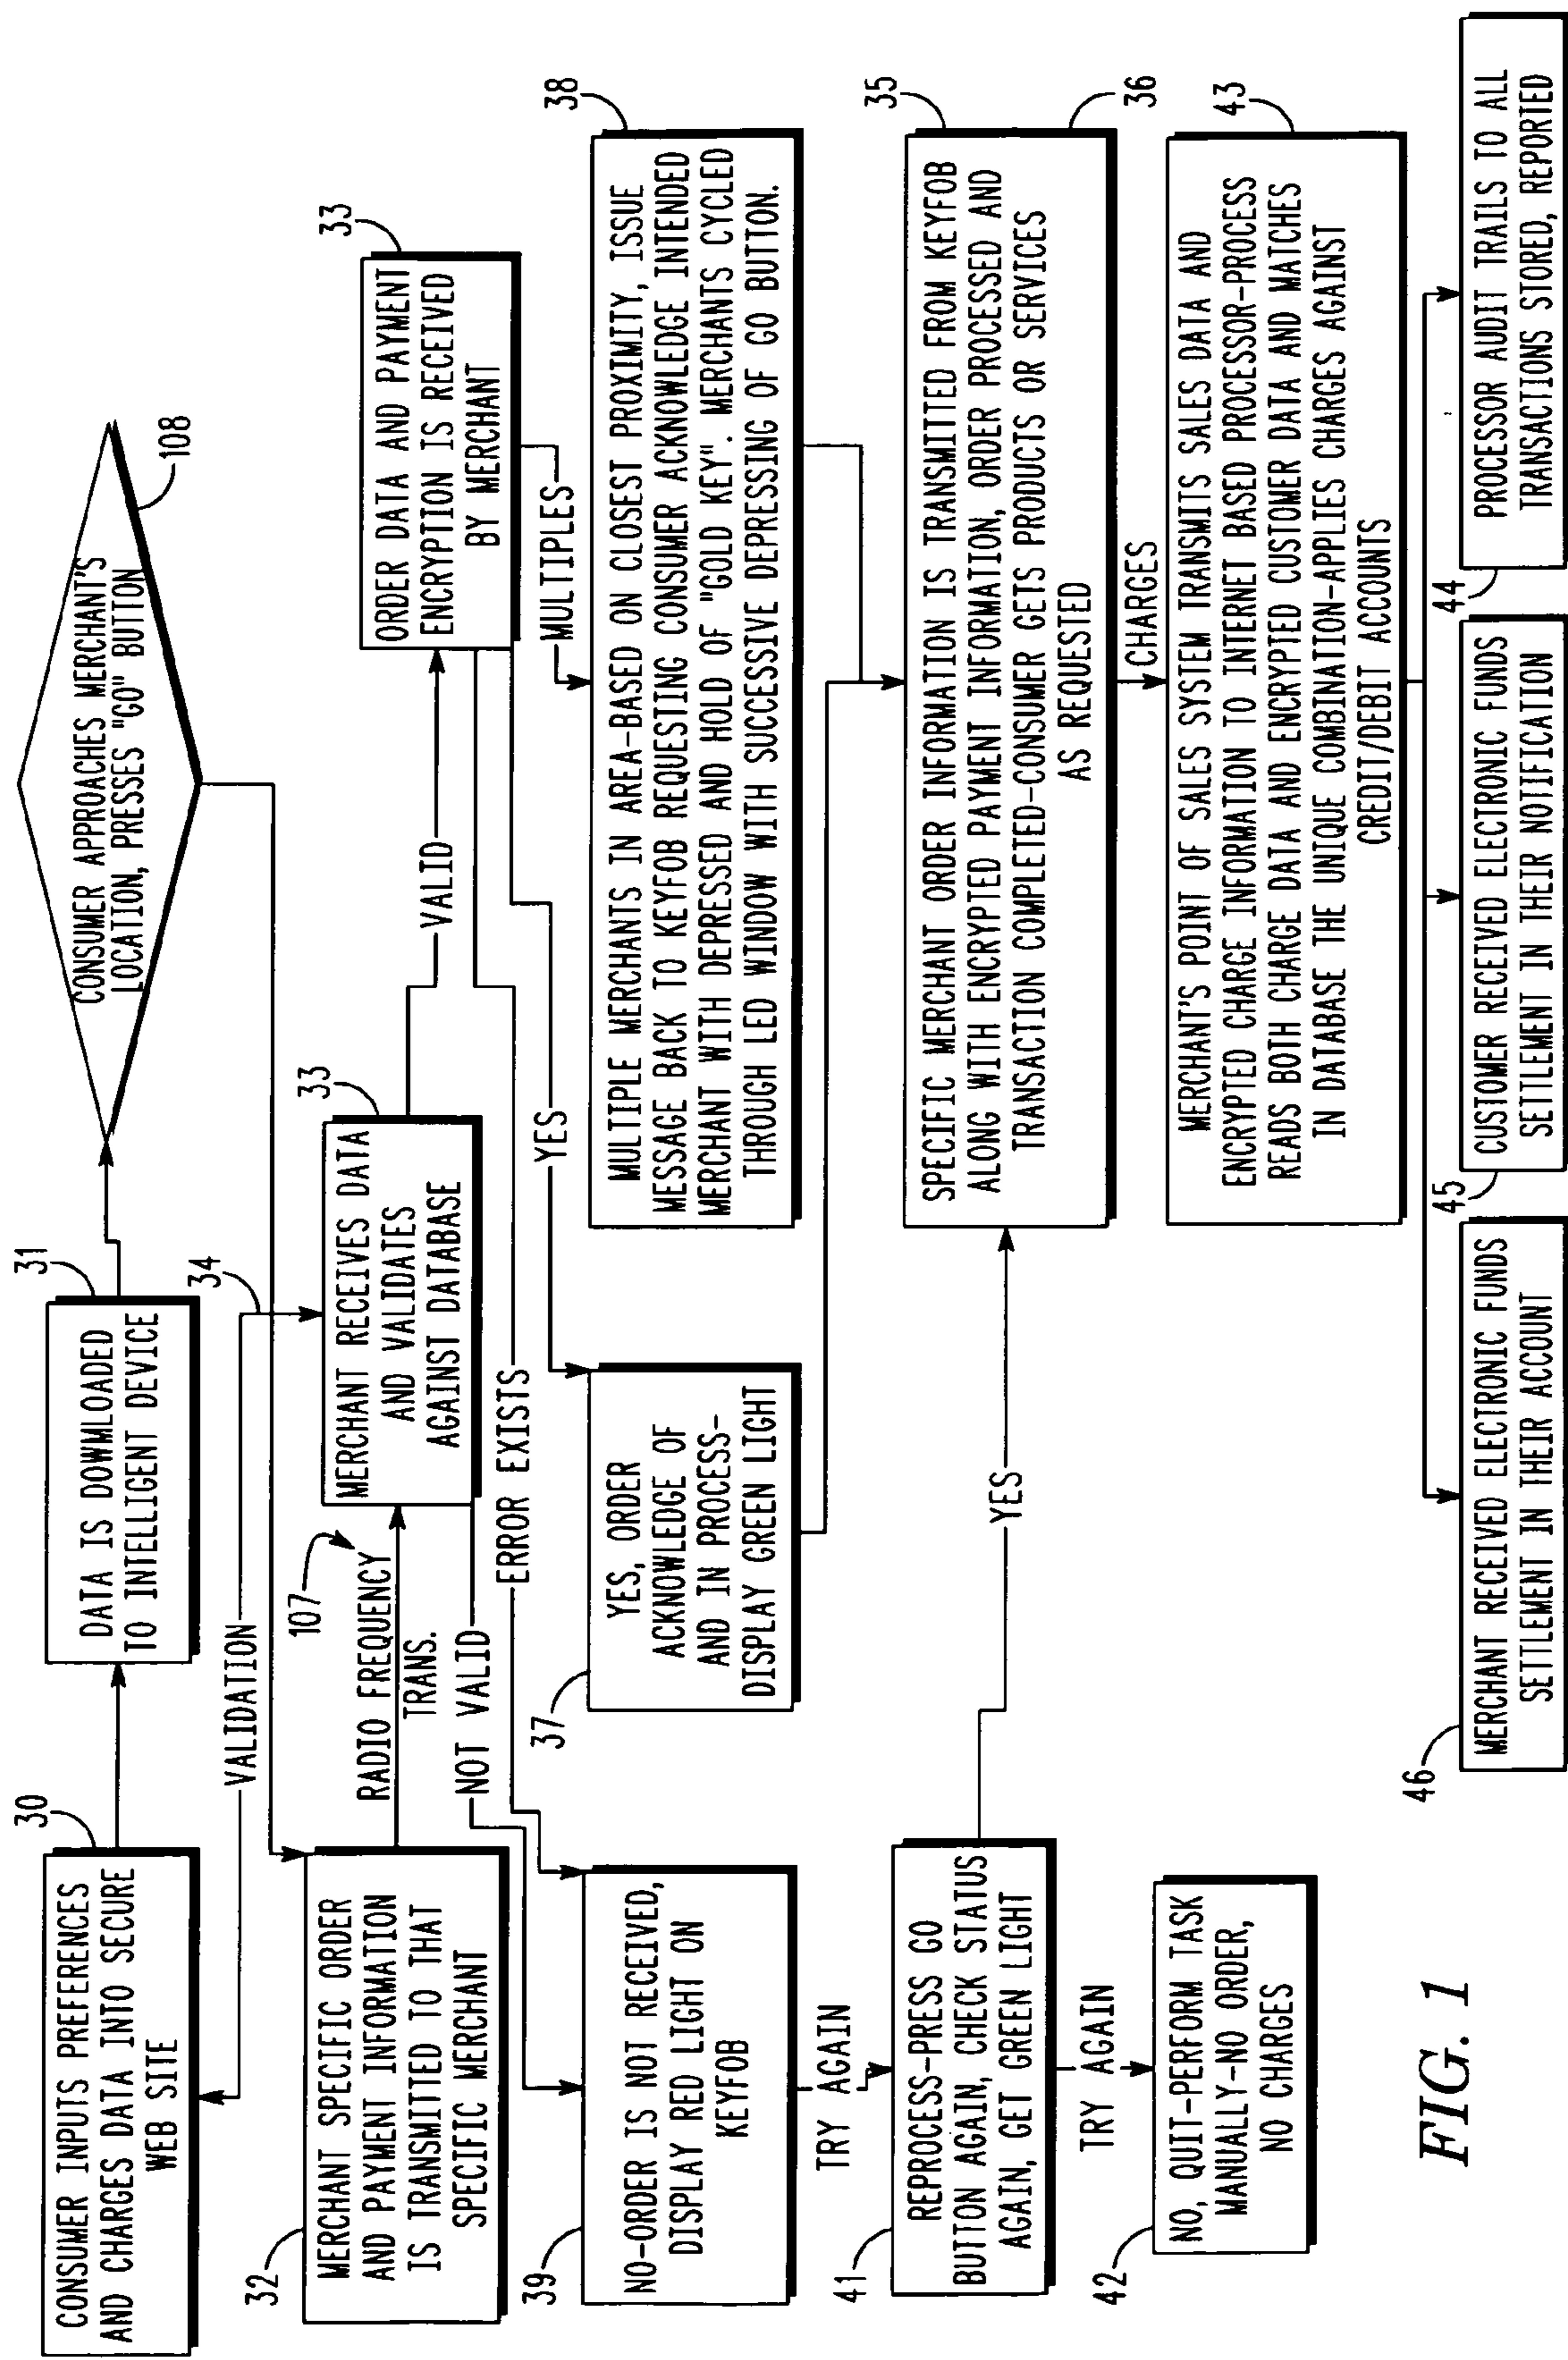 30
CONSUMER INPUTS PREFERENCES
AND CHARGES DATA INTO SECURE
WEB SITE
31
DATA IS DOWMLOADED
TO INTELLIGENT DEVICE
CONSUMER APPROACHES MERCHANT'S
LOCATION, PRESSES "GO" BUTTON
108
VALIDATION
34
32
MERCHANT SPECIFIC ORDER
AND PAYMENT INFORMATION
IS TRANSMITTED TO THAT
SPECIFIC MERCHANT
107
RADIO FREQUENCY
TRANS.
33
MERCHANT RECEIVES DATA
AND VALIDATES
AGAINST DATABASE
VALID
33
ORDER DATA AND PAYMENT
ENCRYPTION IS RECEIVED
BY MERCHANT
NOT VALID
ERROR EXISTS
YES
MULTIPLES
39
NO-ORDER IS NOT RECEIVED,
DISPLAY RED LIGHT ON
KEYFOB
37
YES, ORDER
ACKNOWLEDGE OF
AND IN PROCESS-
DISPLAY GREEN LIGHT
38
MULTIPLE MERCHANTS IN AREA-BASED ON CLOSEST PROXIMITY, ISSUE
MESSAGE BACK TO KEYFOB REQUESTING CONSUMER ACKNOWLEDGE INTENDED
MERCHANT WITH DEPRESSED AND HOLD OF "GOLD KEY". MERCHANTS CYCLED
THROUGH LED WINDOW WITH SUCCESSIVE DEPRESSING OF GO BUTTON.
TRY AGAIN
41
REPROCESS-PRESS GO
BUTTON AGAIN, CHECK STATUS
AGAIN, GET GREEN LIGHT
YES
35
SPECIFIC MERCHANT ORDER INFORMATION IS TRANSMITTED FROM KEYFOB
ALONG WITH ENCRYPTED PAYMENT INFORMATION, ORDER PROCESSED AND
TRANSACTION COMPLETED-CONSUMER GETS PRODUCTS OR SERVICES
AS REQUESTED
36
TRY AGAIN
CHARGES
42
NO, QUIT-PERFORM TASK
MANUALLY-NO ORDER,
NO CHARGES
43
MERCHANT'S POINT OF SALES SYSTEM TRANSMITS SALES DATA AND
ENCRYPTED CHARGE INFORMATION TO INTERNET BASED PROCESSOR-PROCESS
READS BOTH CHARGE DATA AND ENCRYPTED CUSTOMER DATA AND MATCHES
IN DATABASE THE UNIQUE COMBINATION-APPLIES CHARGES AGAINST
CREDIT/DEBIT ACCOUNTS
46
MERCHANT RECEIVED ELECTRONIC FUNDS
SETTLEMENT IN THEIR ACCOUNT
45
CUSTOMER RECEIVED ELECTRONIC FUNDS
SETTLEMENT IN THEIR NOTIFICATION
44
PROCESSOR AUDIT TRAILS TO ALL
TRANSACTIONS STORED, REPORTED
FIG. 1